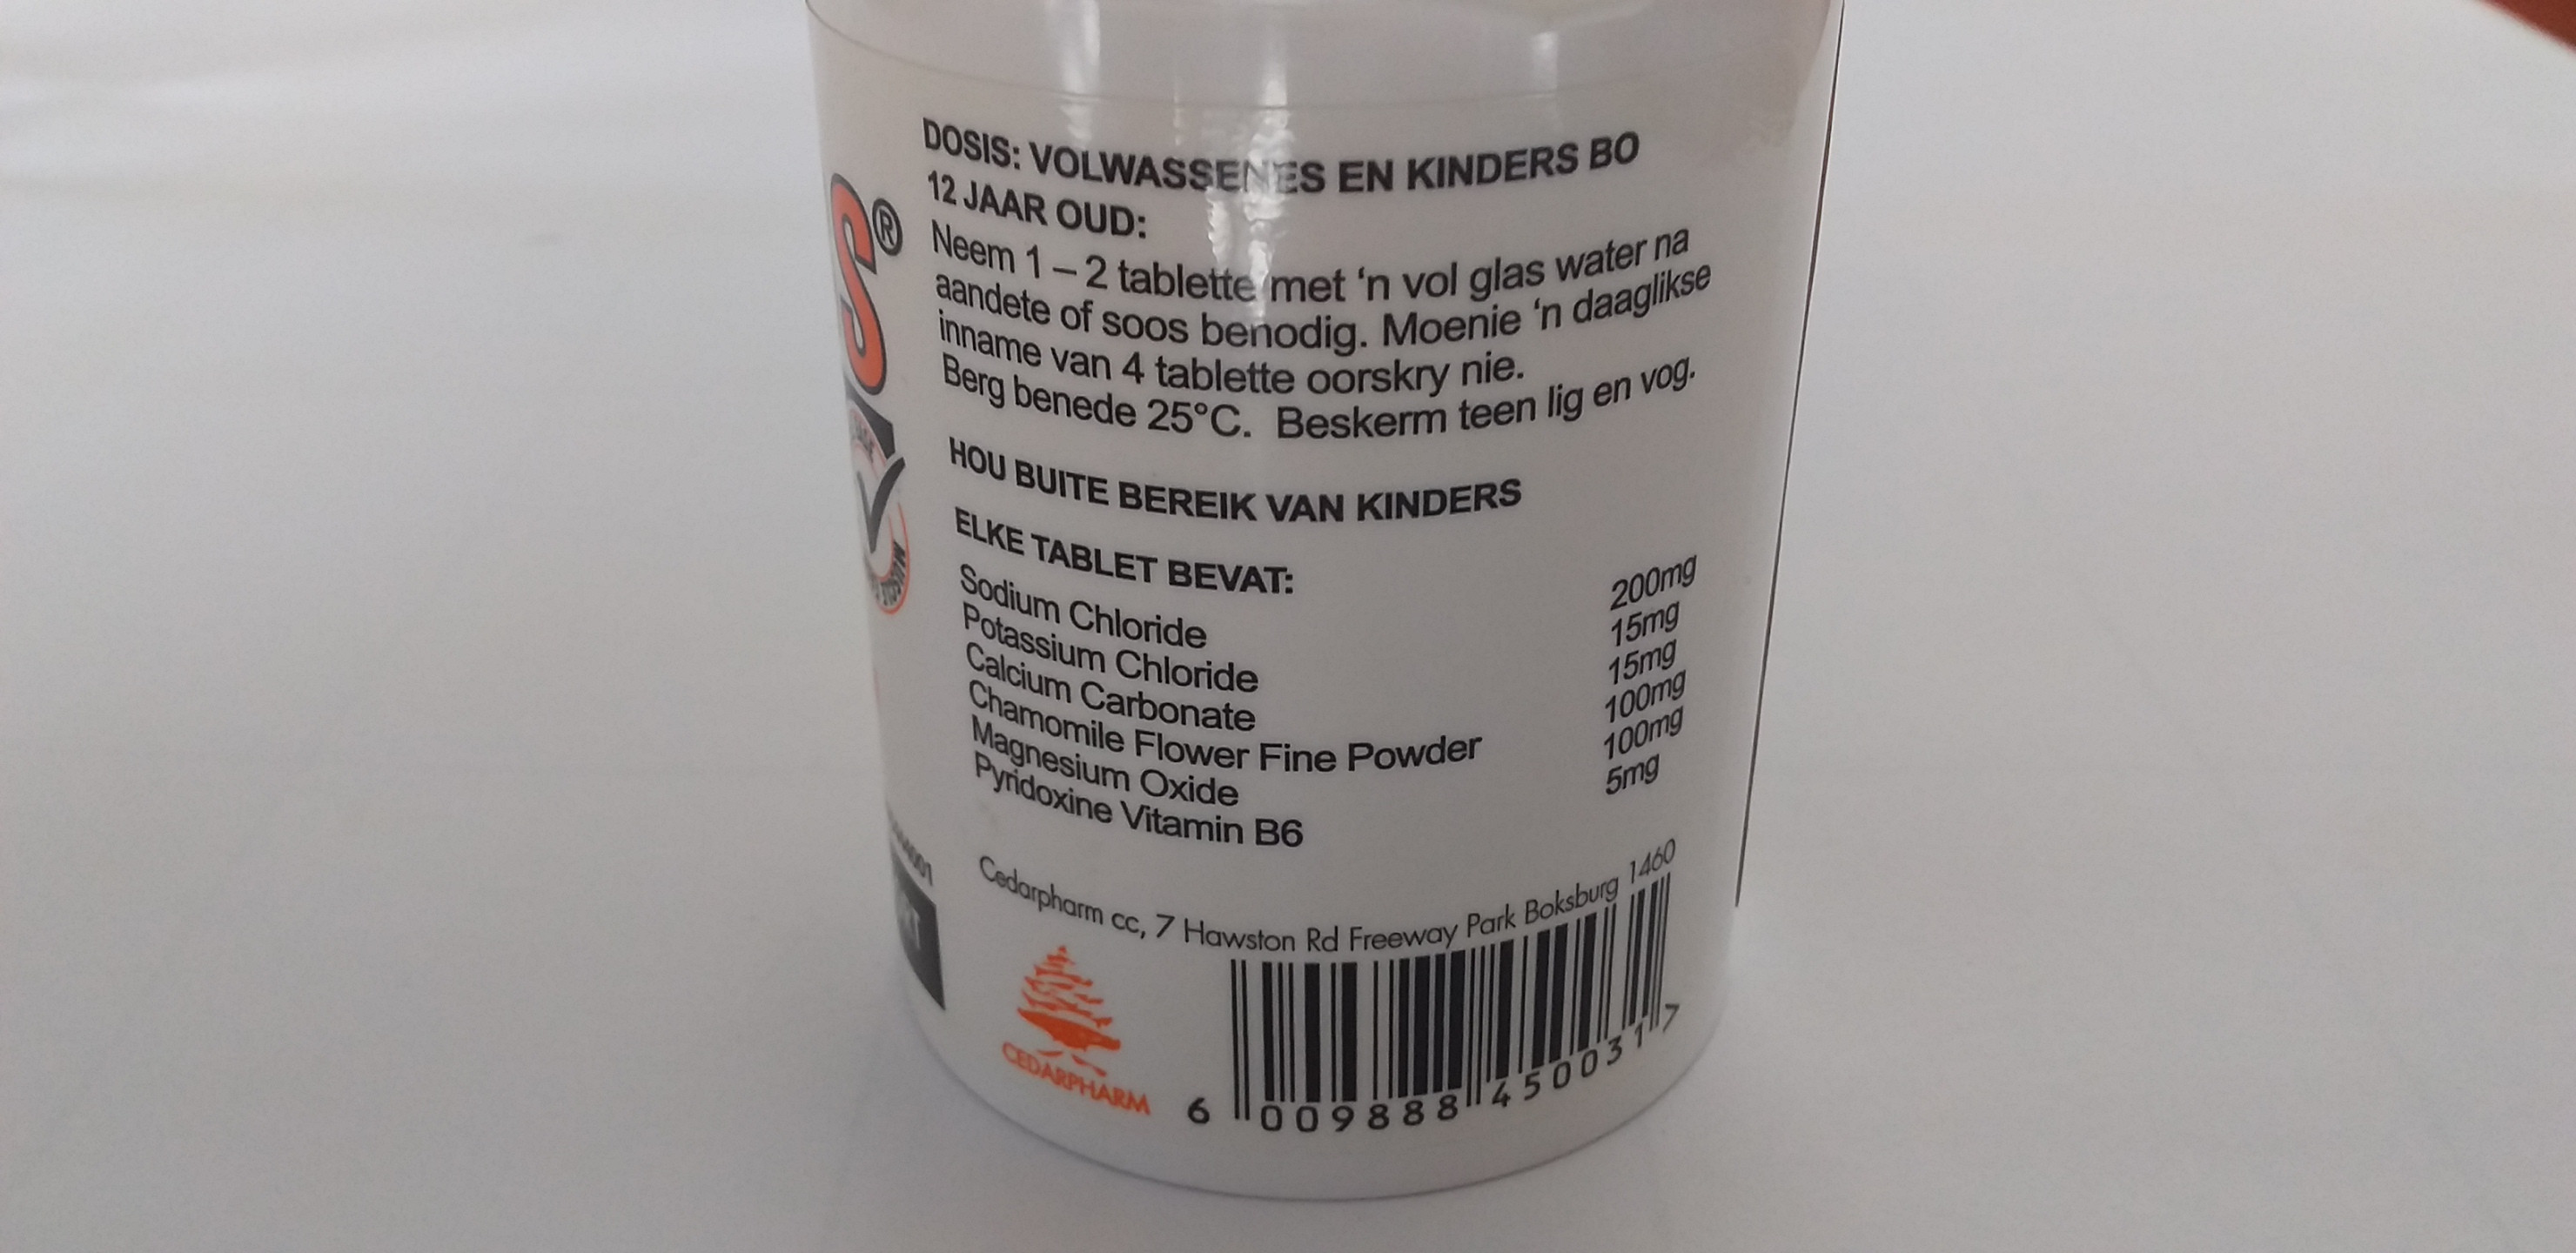 S®
DOSIS: VOLWASSENES EN KINDERS BO
12 JAAR OUD:
Neem 1 – 2 tablette met ‘n vol glas water na
aandete of soos benodig. Moenie ‘n daaglikse
inname van 4 tablette oorskry nie.
Berg benede 25°C. Beskerm teen lig en vog.
HOU BUITE BEREIK VAN KINDERS
ELKE TABLET BEVAT:
Sodium Chloride 200mg
Potassium Chloride 15mg
Calcium Carbonate 15mg
Chamomile Flower Fine Powder 100mg
Magnesium Oxide 100mg
Pyridoxine Vitamin B6 5mg
Cedarpharm cc, 7 Hawston Rd Freeway Park Boksburg 1460
CEDARPHARM
6 009888 450031 7